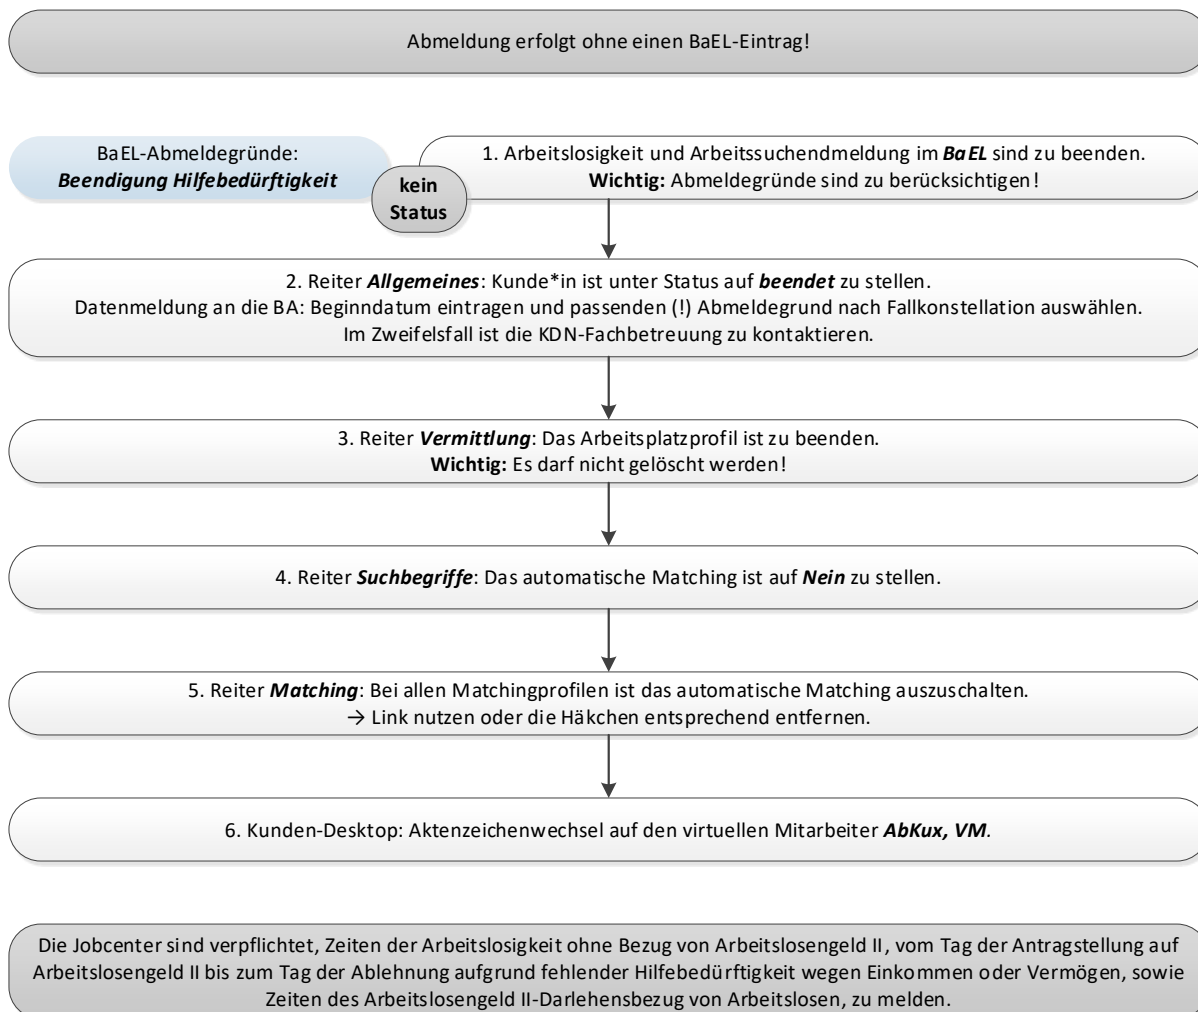 Abmeldung erfolgt ohne einen BaEL-Eintrag!
BaEL-Abmeldegründe:
Beendigung Hilfebedürftigkeit
kein
Status
1. Arbeitslosigkeit und Arbeitssuchendmeldung im BaEL sind zu beenden.
Wichtig: Abmeldegründe sind zu berücksichtigen!
2. Reiter Allgemeines: Kunde*in ist unter Status auf beendet zu stellen.
Datenmeldung an die BA: Beginndatum eintragen und passenden (!) Abmeldegrund nach Fallkonstellation auswählen.
Im Zweifelsfall ist die KDN-Fachbetreuung zu kontaktieren.
3. Reiter Vermittlung: Das Arbeitsplatzprofil ist zu beenden.
Wichtig: Es darf nicht gelöscht werden!
4. Reiter Suchbegriffe: Das automatische Matching ist auf Nein zu stellen.
5. Reiter Matching: Bei allen Matchingprofilen ist das automatische Matching auszuschalten.
→ Link nutzen oder die Häkchen entsprechend entfernen.
6. Kunden-Desktop: Aktenzeichenwechsel auf den virtuellen Mitarbeiter AbKux, VM.
Die Jobcenter sind verpflichtet, Zeiten der Arbeitslosigkeit ohne Bezug von Arbeitslosengeld II, vom Tag der Antragstellung auf
Arbeitslosengeld II bis zum Tag der Ablehnung aufgrund fehlender Hilfebedürftigkeit wegen Einkommen oder Vermögen, sowie
Zeiten des Arbeitslosengeld II-Darlehensbezug von Arbeitslosen, zu melden.